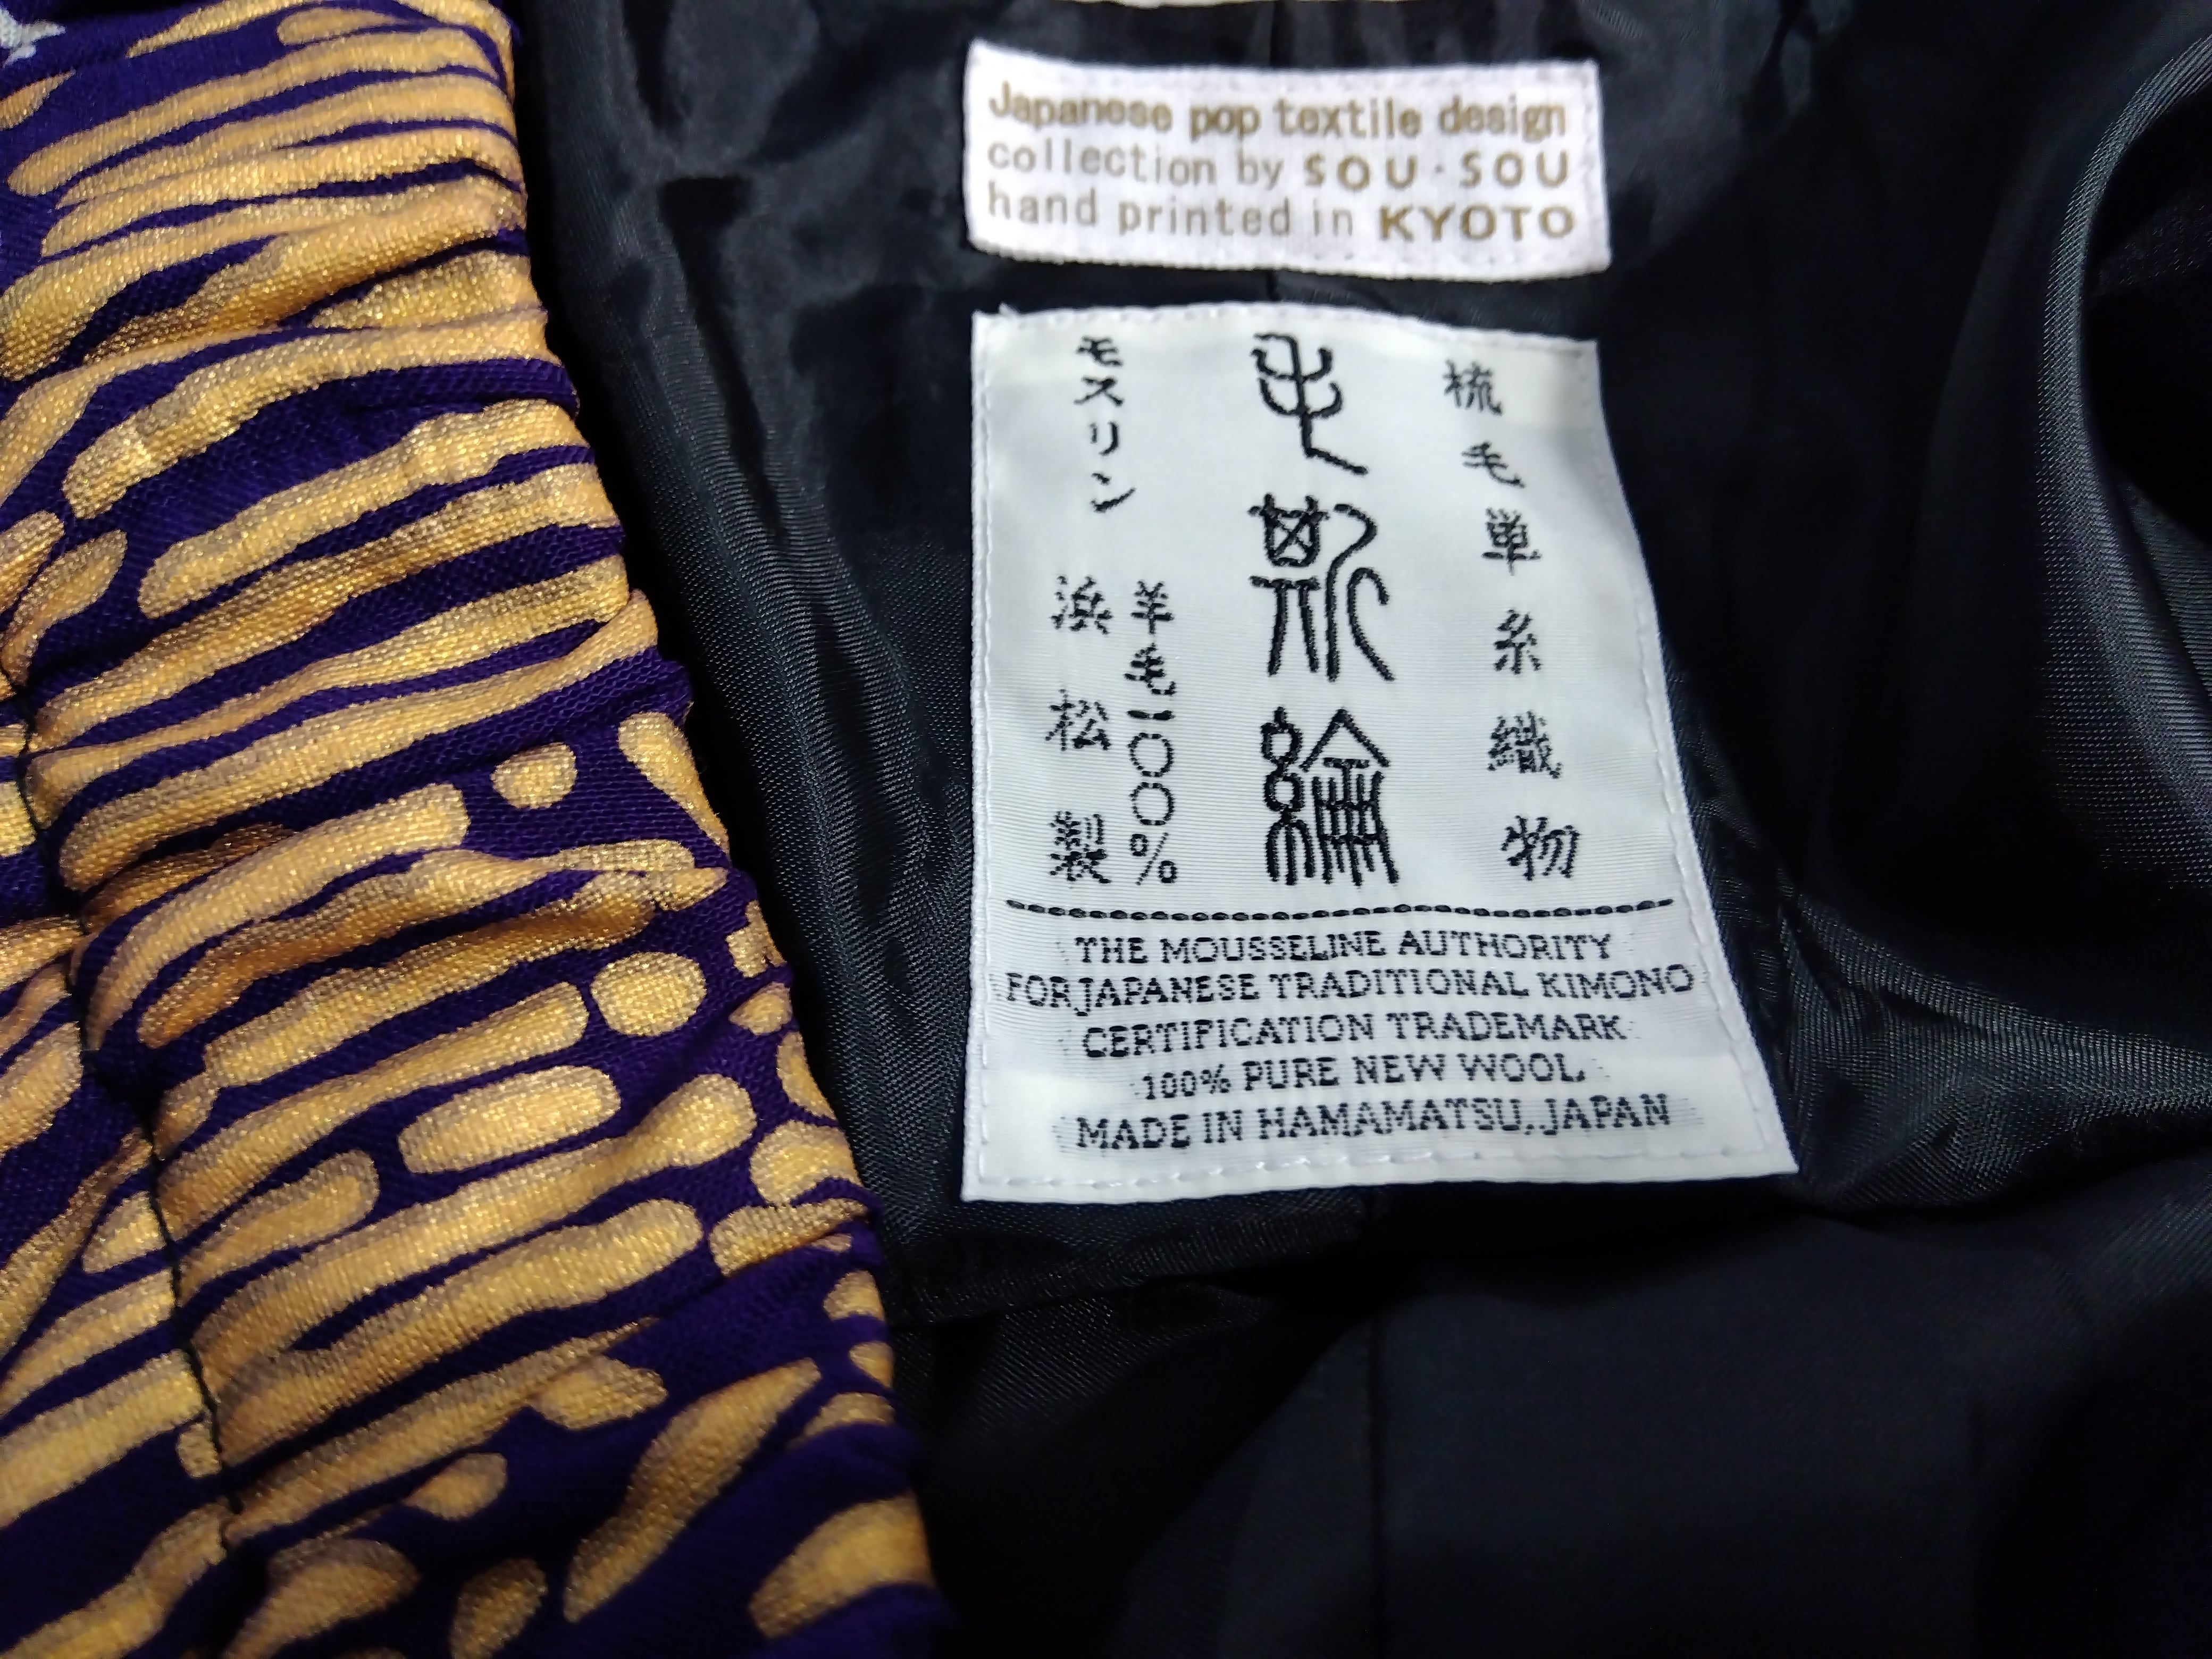 Japanese pop textile design
collection by SOU・SOU
hand printed in KYOTO
梳毛単糸織物
毛斯綸
モスリン
羊毛一〇〇%
浜松製
THE MOUSSELINE AUTHORITY
FOR JAPANESE TRADITIONAL KIMONO
CERTIFICATION TRADEMARK
100% PURE NEW WOOL,
MADE IN HAMAMATSU, JAPAN